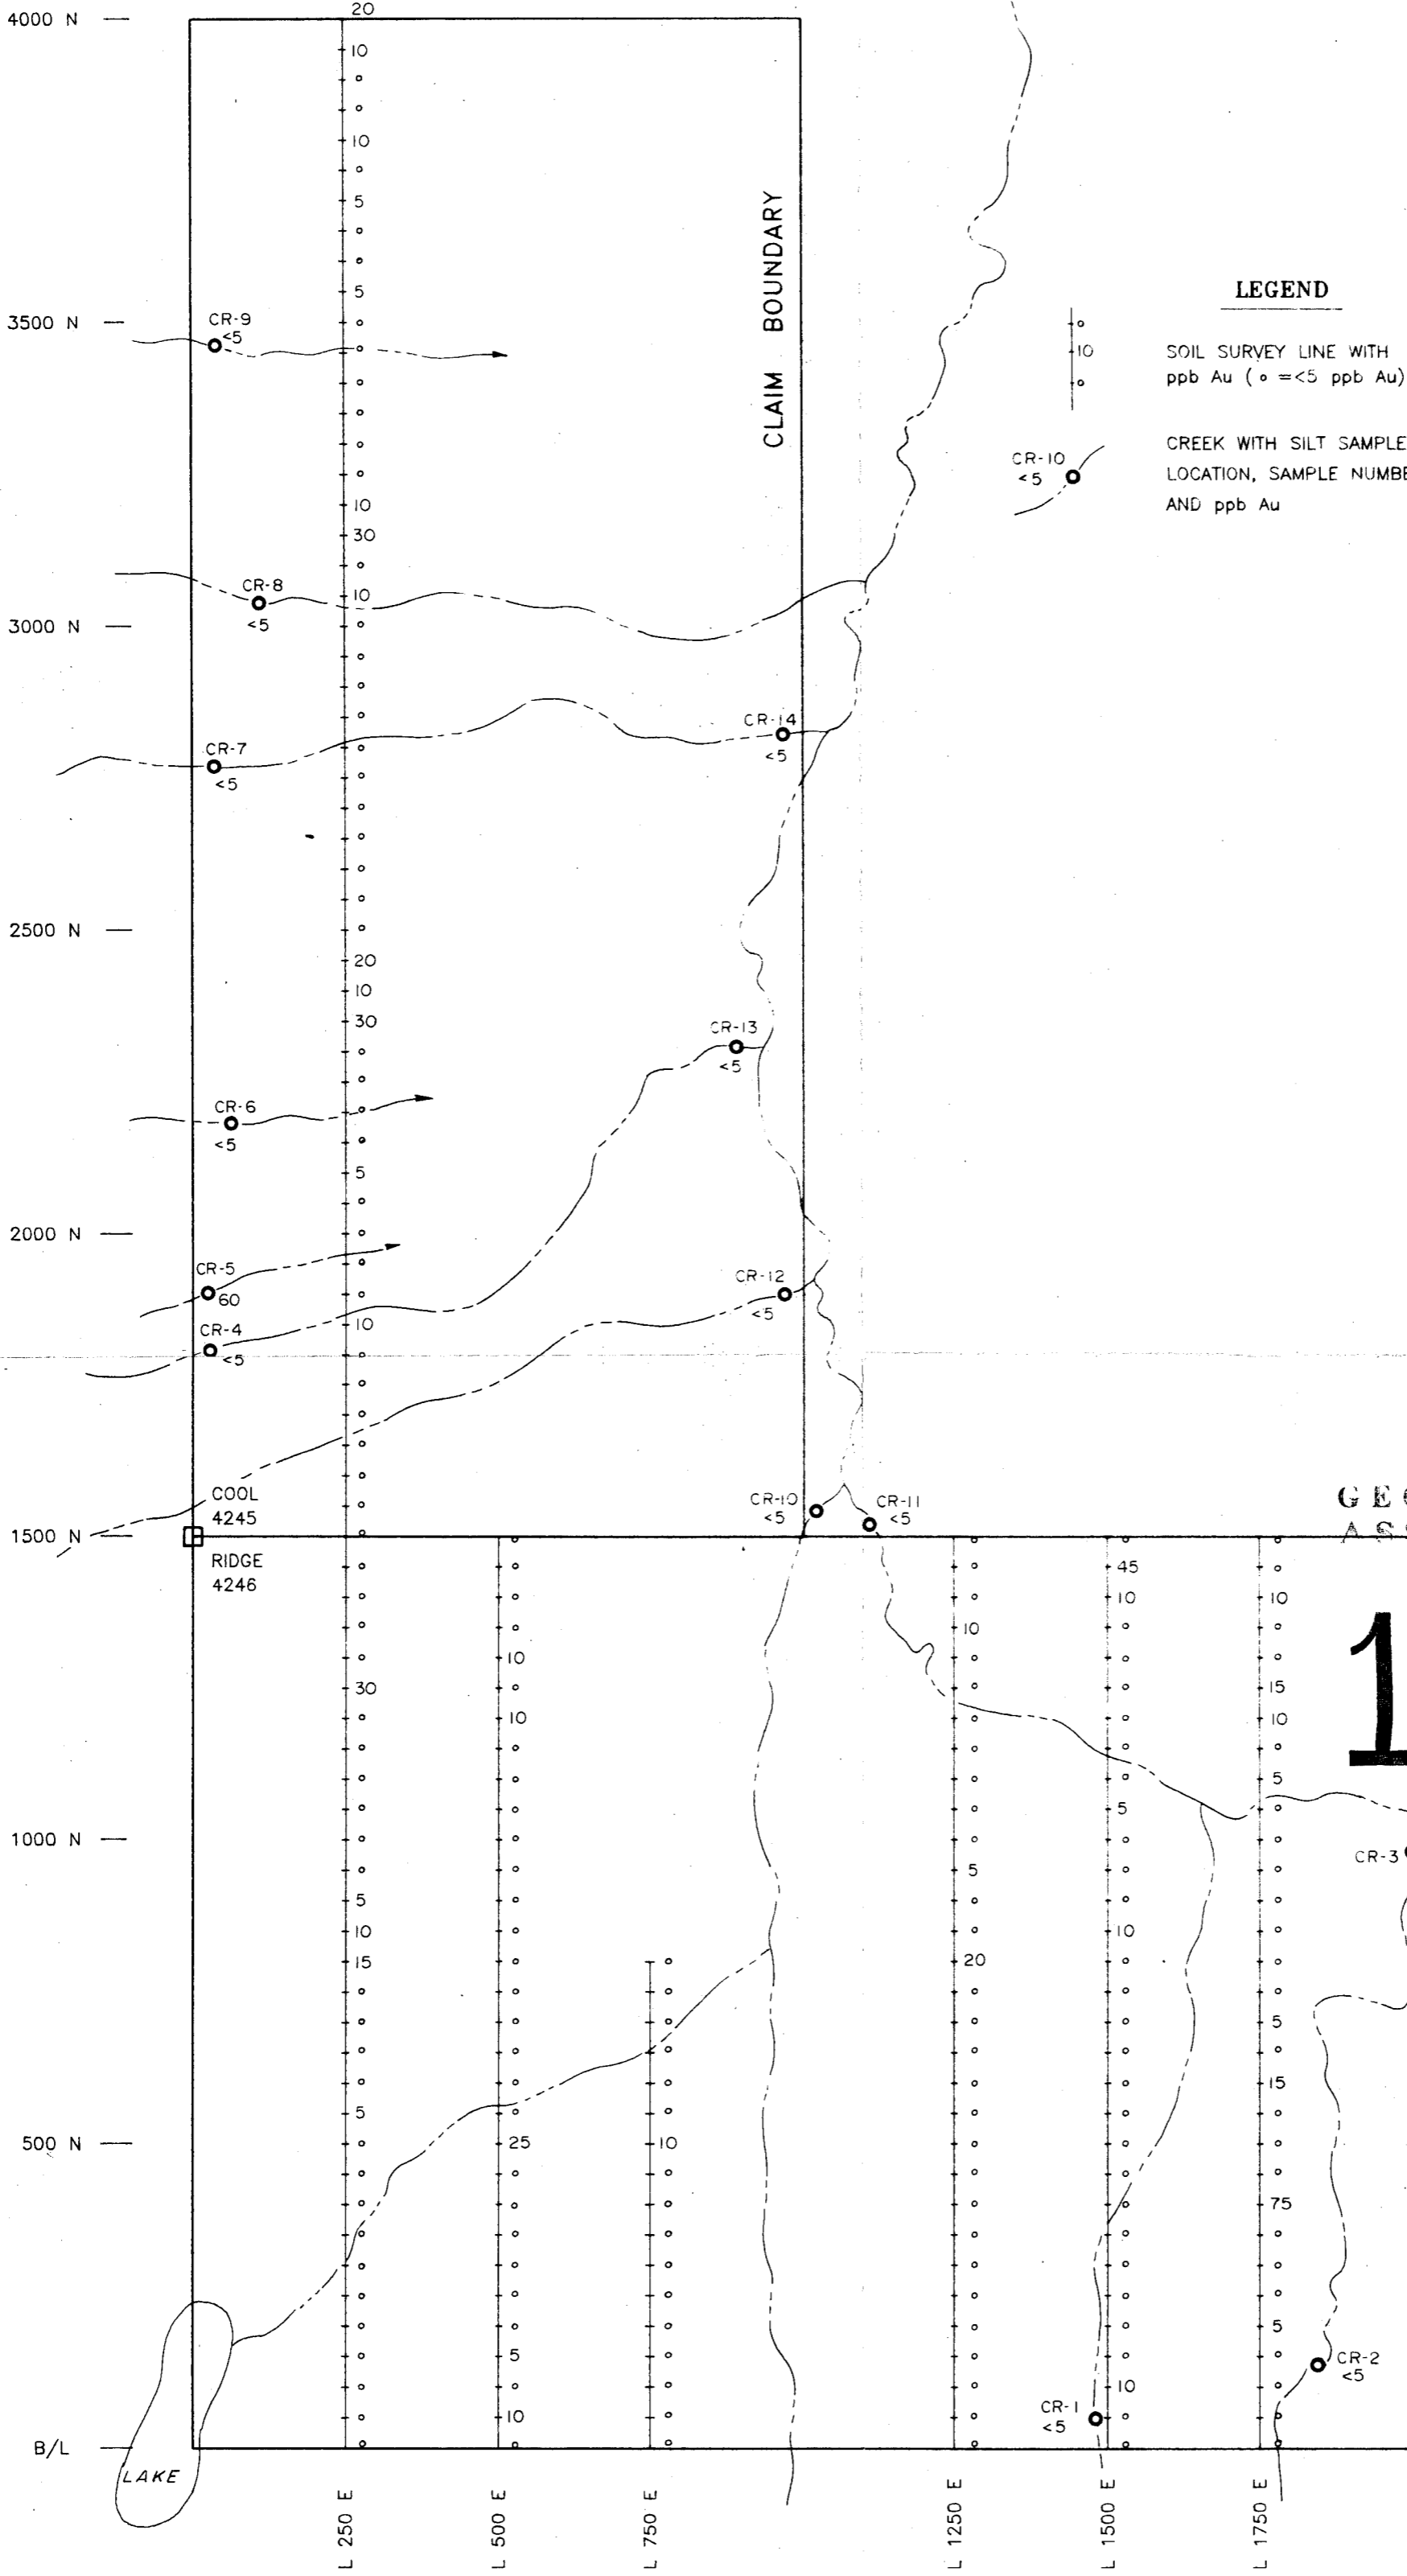 4000 N
20
10
10
5
5
3500 N
CR-9
<5
CLAIM BOUNDARY
LEGEND
10
SOIL SURVEY LINE WITH
ppb Au ( o =<5 ppb Au)
CR-10
<5
CREEK WITH SILT SAMPLE
LOCATION, SAMPLE NUMBE
AND ppb Au
10
30
10
CR-8
<5
3000 N
CR-14
<5
CR-7
<5
2500 N
20
10
30
CR-13
<5
CR-6
<5
5
2000 N
CR-5
60
CR-12
<5
10
CR-4
<5
COOL
4245
1500 N
RIDGE
4246
CR-10
<5
CR-11
<5
GEO
ASS
1
45
10
10
10
10
30
15
10
10
5
5
1000 N
5
CR-3
5
10
10
15
20
5
15
5
500 N
25
10
75
5
5
CR-2
<5
10
CR-1
<5
10
B/L
LAKE
L 250 E
L 500 E
L 750 E
L 1250 E
L 1500 E
L 1750 E